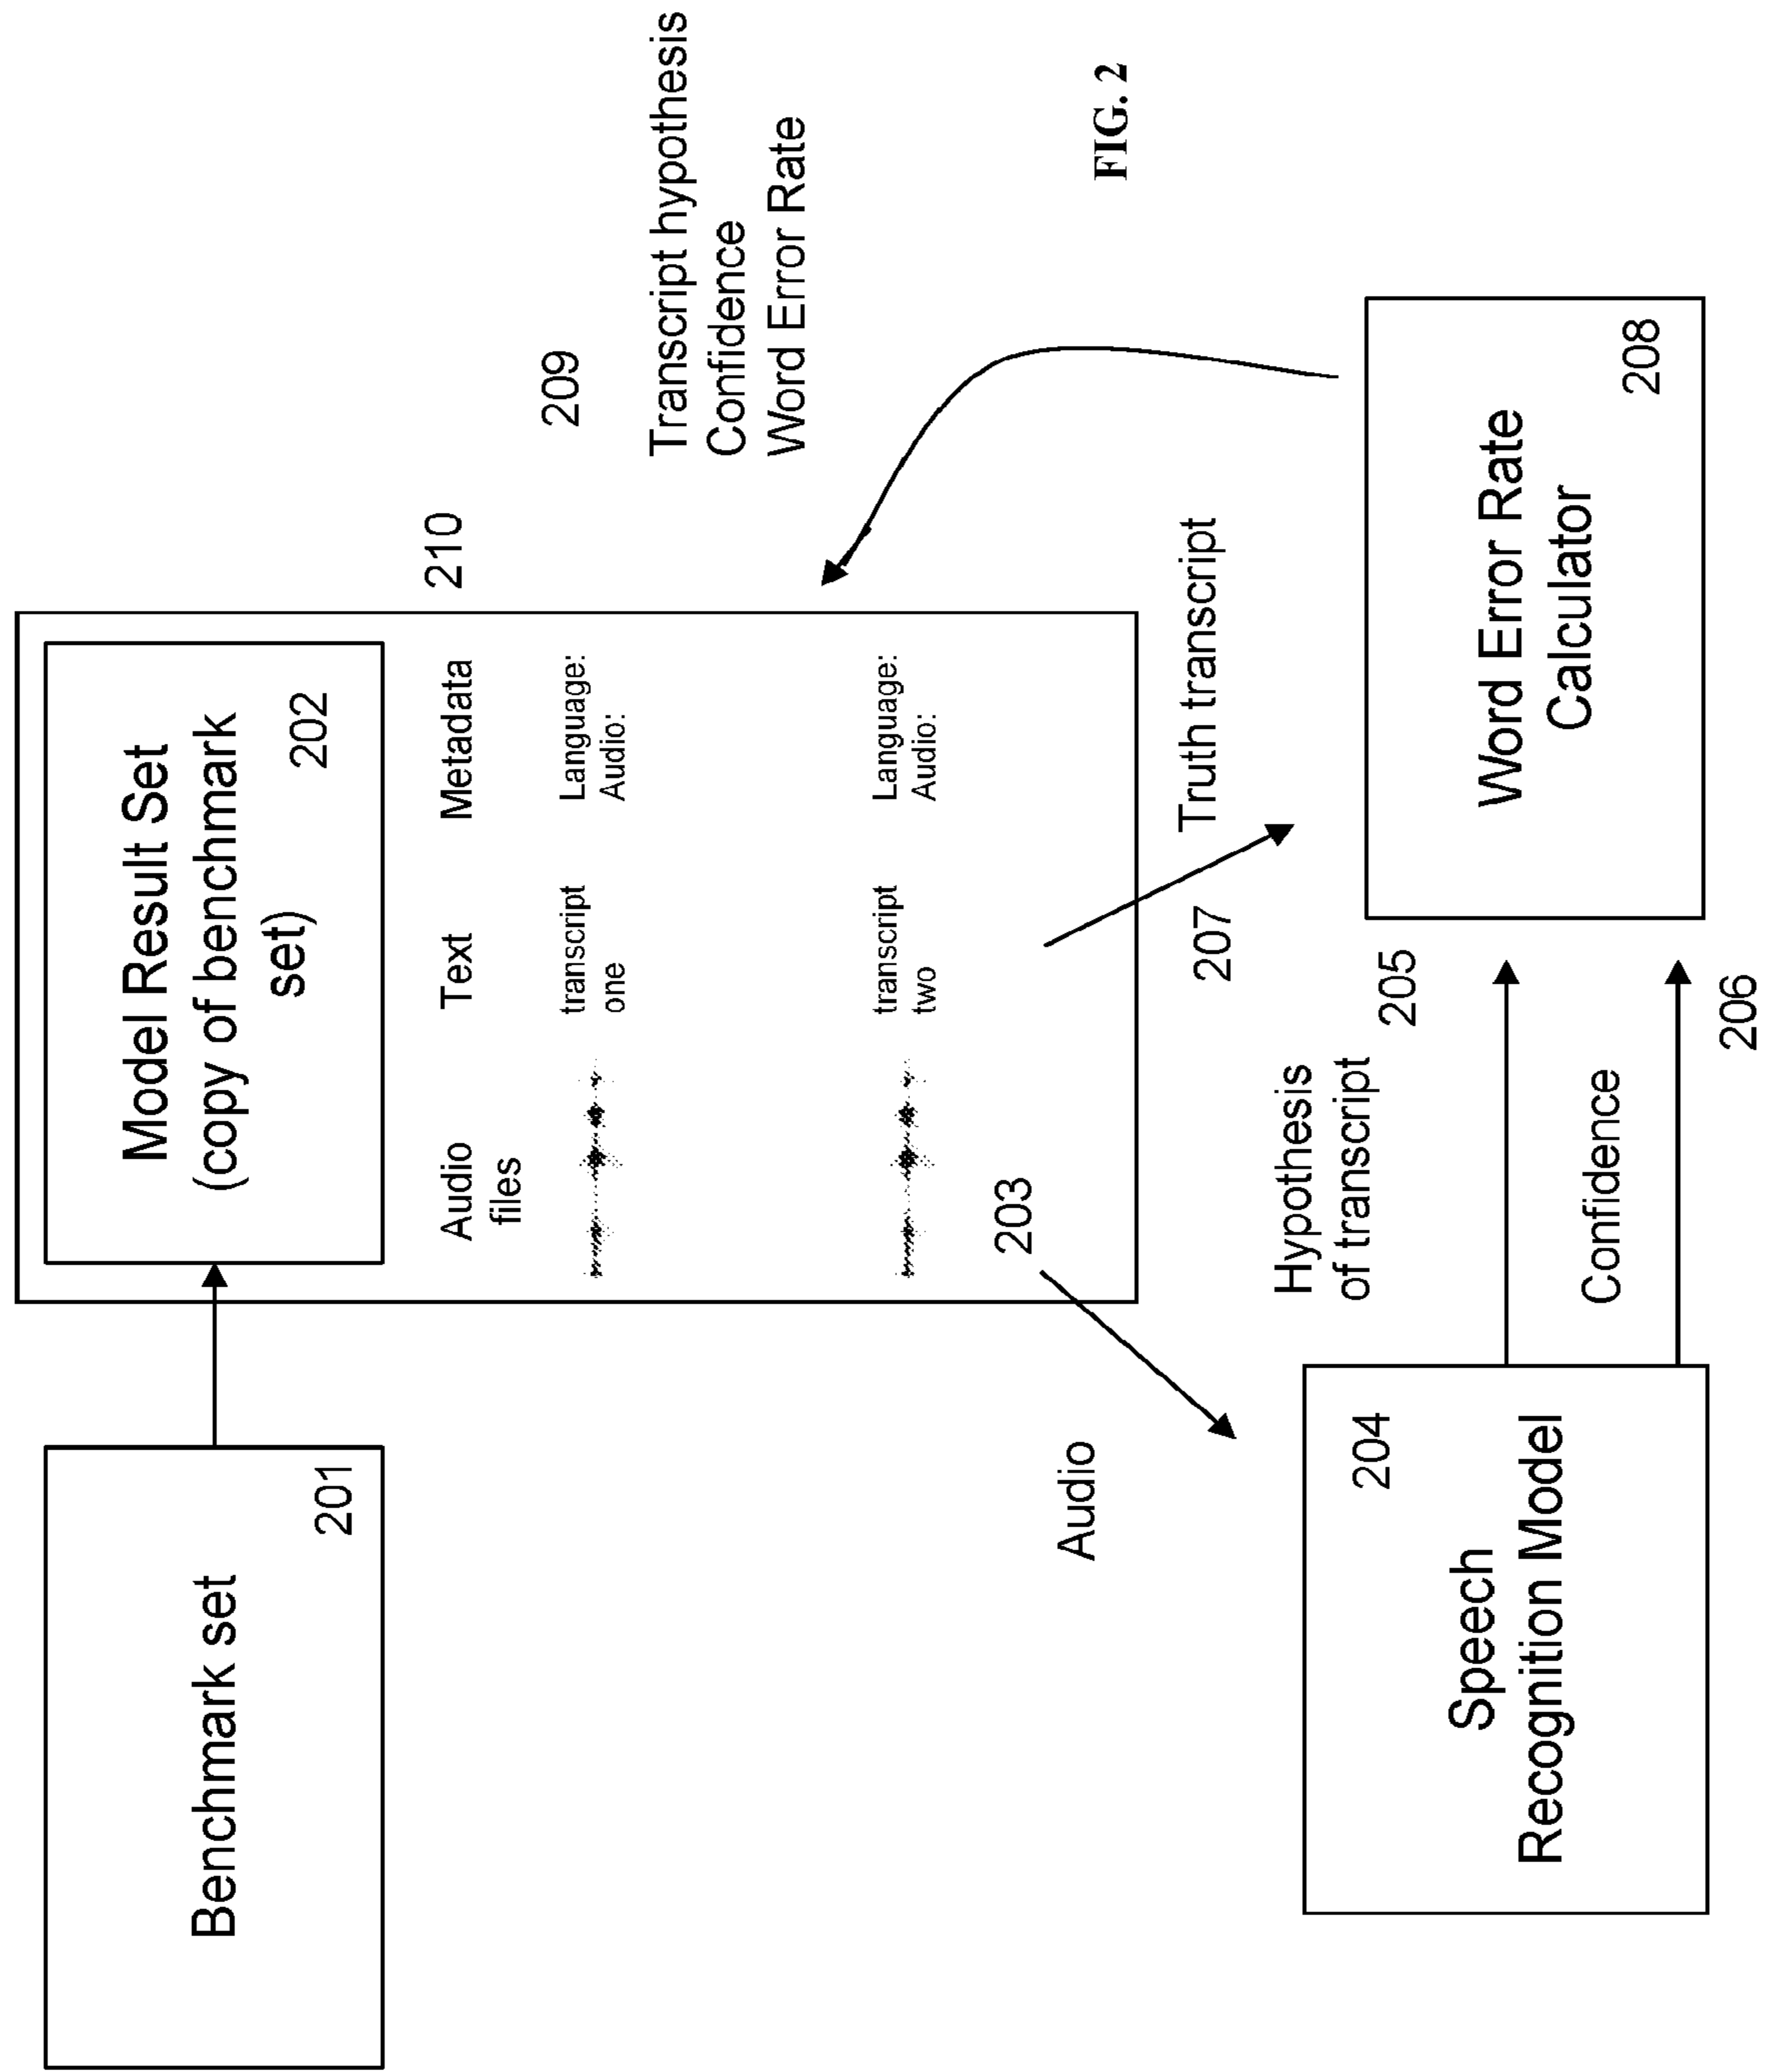 Benchmark set
201
Model Result Set
(copy of benchmark
set)
202
210
Audio
files
Text
Metadata
transcript
one
Language:
Audio:
transcript
two
Language:
Audio:
203
209
Transcript hypothesis
Confidence
Word Error Rate
Audio
207
Truth transcript
Speech
Recognition Model
204
Hypothesis
of transcript
205
Confidence
206
Word Error Rate
Calculator
208
FIG. 2